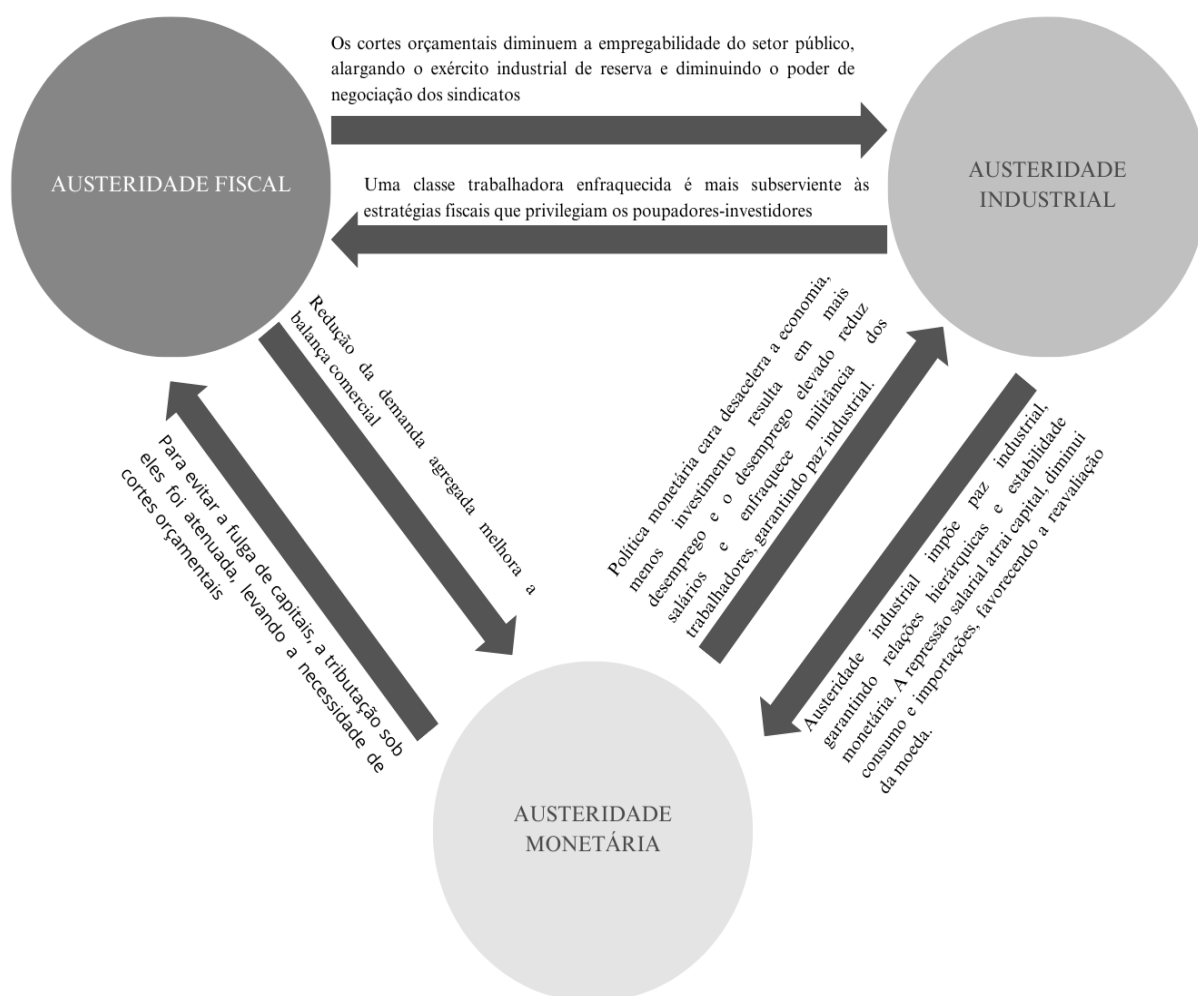 Os cortes orçamentais diminuem a empregabilidade do setor público,
alargando o exército industrial de reserva e diminuindo o poder de
negociação dos sindicatos
AUSTERIDADE FISCAL
AUSTERIDADE
INDUSTRIAL
Uma classe trabalhadora enfraquecida é mais subserviente às
estratégias fiscais que privilegiam os poupadores-investidores
Redução da demanda agregada melhora a
balança comercial
Para evitar a fulga de capitais, a tributação sob
eles foi atenuada, levando a necessidade de
cortes orçamentais
Política monetária cara desacelera a economia,
menos investimento resulta em mais
desemprego e o desemprego elevado reduz
salários e enfraquece militância dos
trabalhadores, garantindo paz industrial.
Austeridade industrial impõe paz industrial,
garantindo relações hierárquicas e estabilidade
monetária. A repressão salarial atrai capital, diminui
consumo e importações, favorecendo a reavaliação
da moeda.
AUSTERIDADE
MONETÁRIA